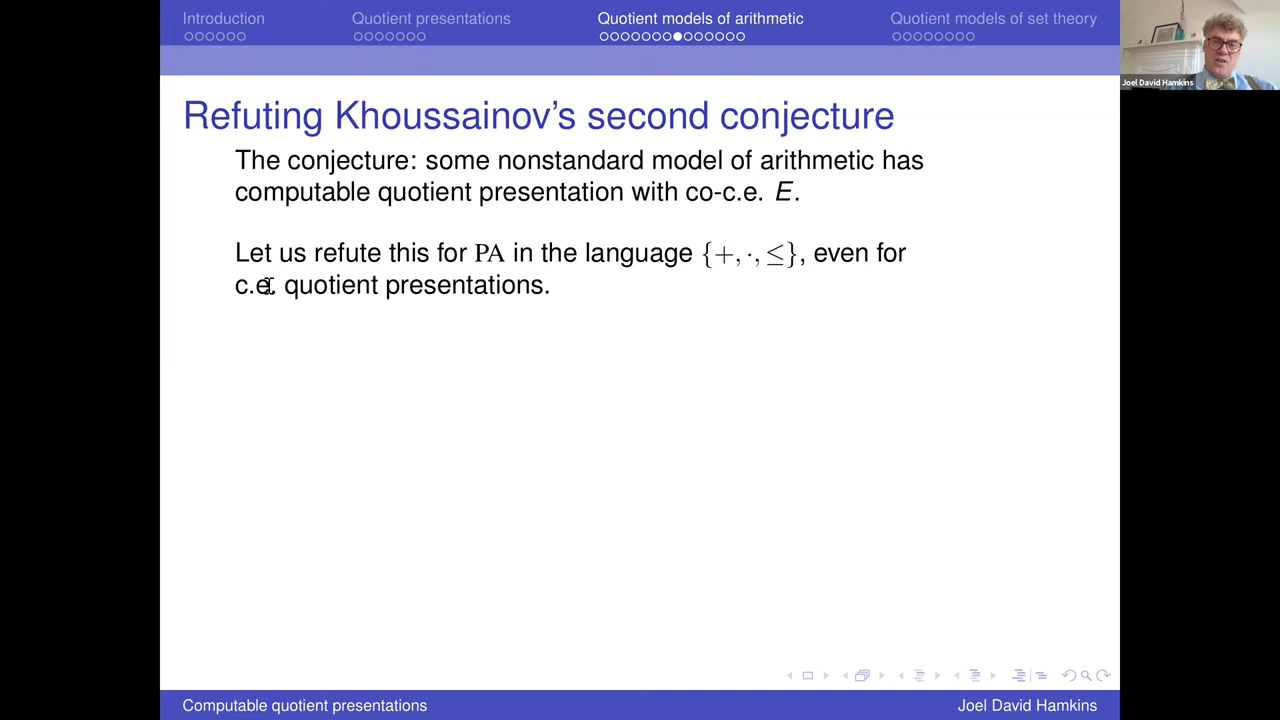 Introduction
Quotient presentations
Quotient models of arithmetic
Quotient models of set theory
Joel David Hamkins
Refuting Khoussainov's second conjecture
The conjecture: some nonstandard model of arithmetic has
computable quotient presentation with co-c.e. E.
Let us refute this for PA in the language {+, ·, ≤}, even for
c.e. quotient presentations.
Computable quotient presentations
Joel David Hamkins